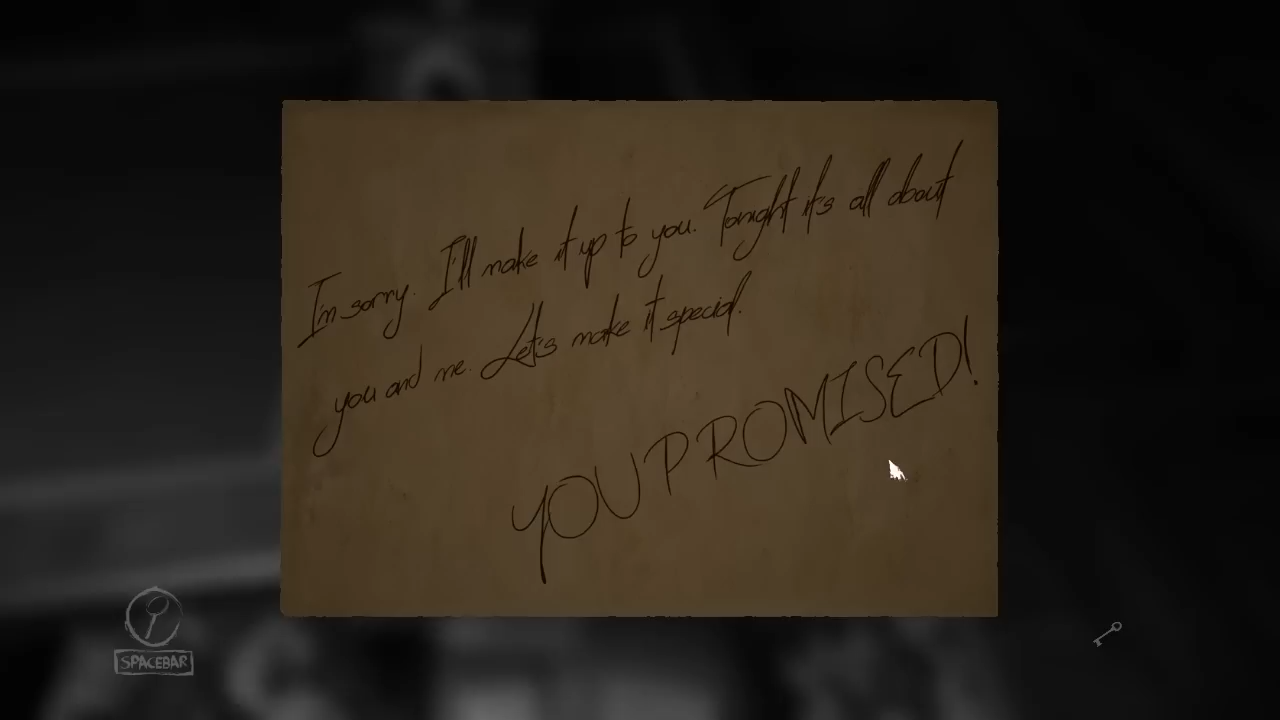 I'm sorry. I'll make it up to you. Tonight it's all about
you and me. Let's make it special.
YOU PROMISED!
SPACEBAR